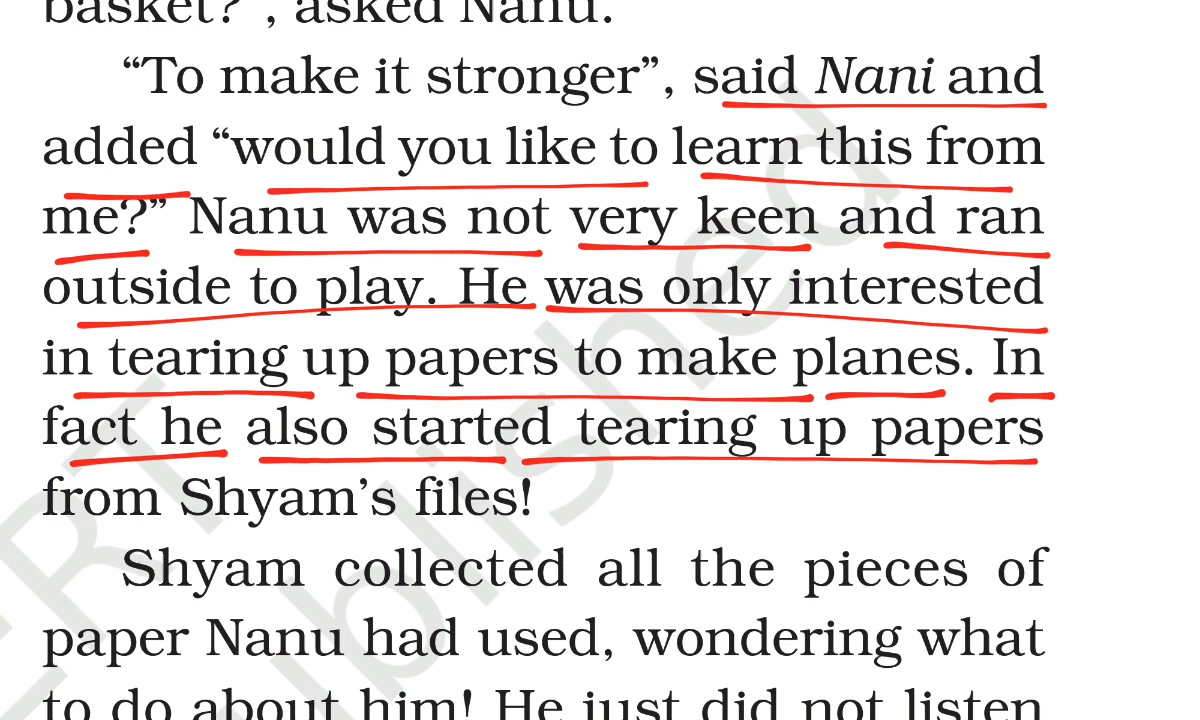 basket?”, asked Nanu.
“To make it stronger”, said Nani and
added “would you like to learn this from
me?” Nanu was not very keen and ran
outside to play. He was only interested
in tearing up papers to make planes. In
fact he also started tearing up papers
from Shyam’s files!
Shyam collected all the pieces of
paper Nanu had used, wondering what
to do about him! He just did not listen